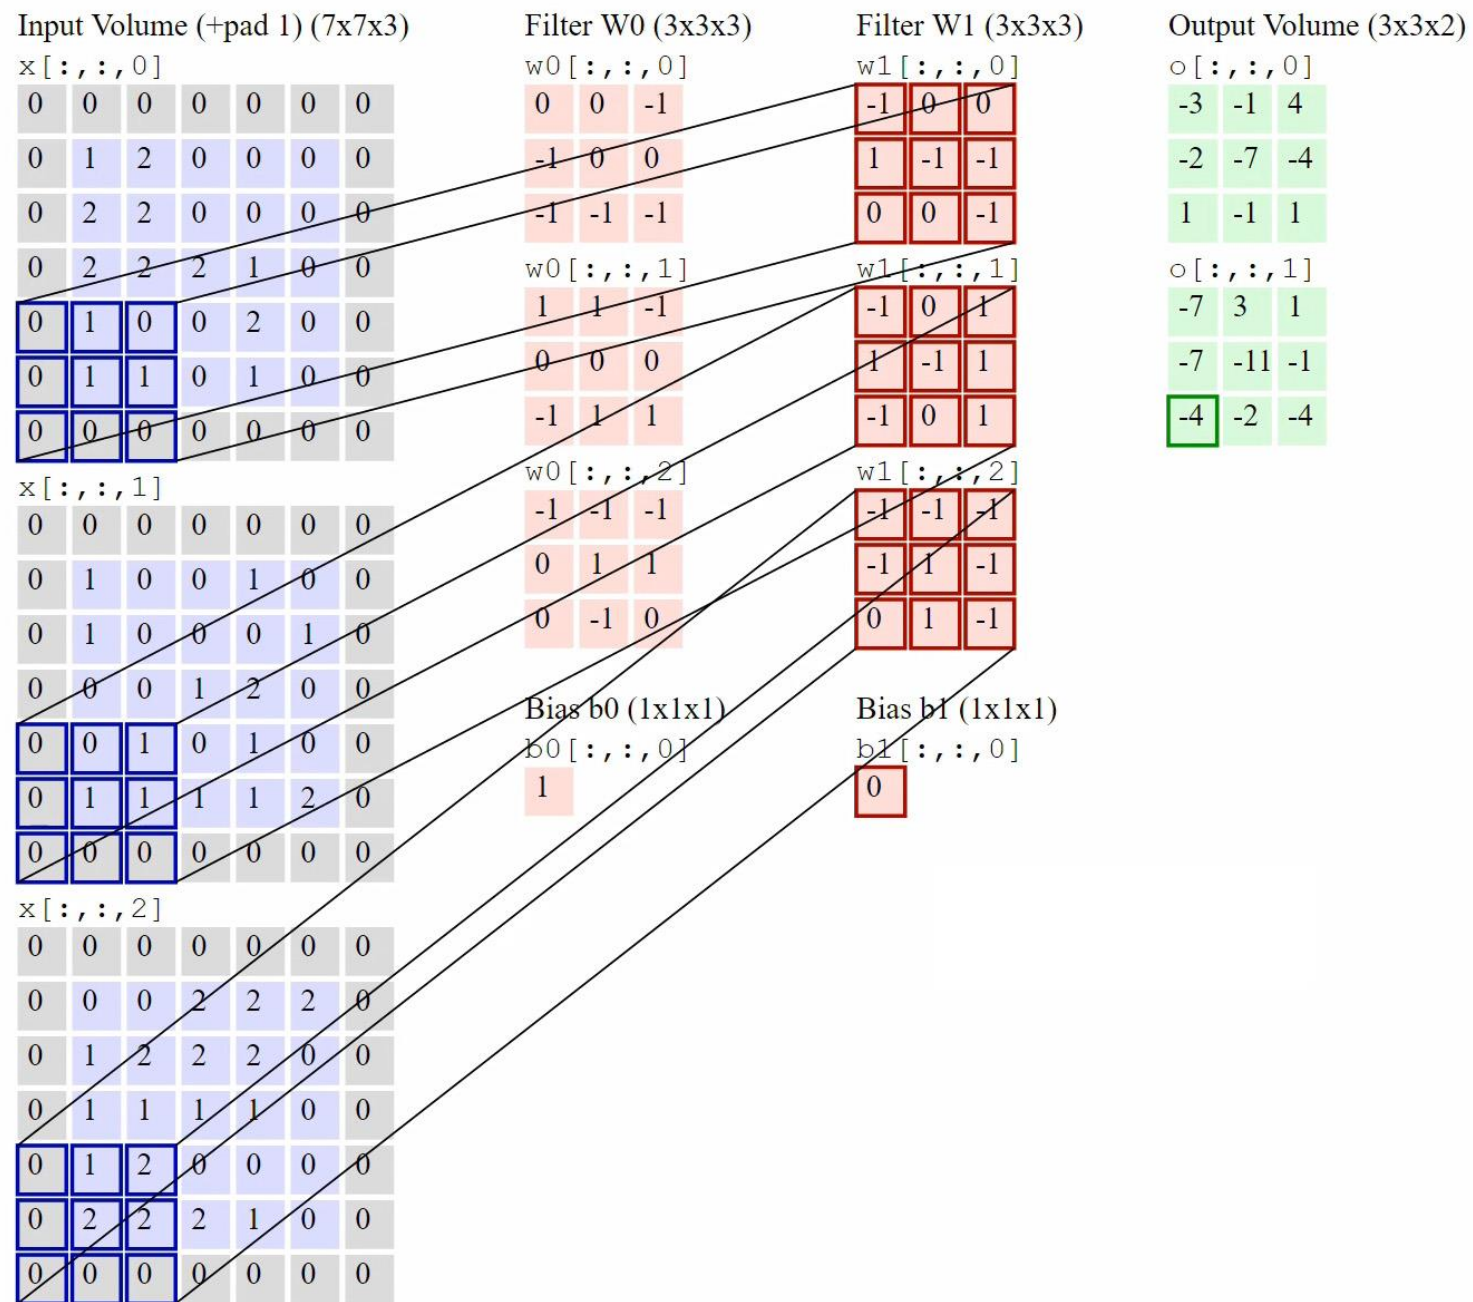 Input Volume (+pad 1) (7x7x3)
x[:,:,0]
0 0 0 0 0 0 0
0 1 2 0 0 0 0
0 2 2 0 0 0 0
0 2 2 2 1 0 0
0 1 0 0 2 0 0
0 1 1 0 1 0 0
0 0 0 0 0 0 0
x[:,:,1]
0 0 0 0 0 0 0
0 1 0 0 1 0 0
0 1 0 0 0 1 0
0 0 0 1 2 0 0
0 0 1 0 1 0 0
0 1 1 1 1 2 0
0 0 0 0 0 0 0
x[:,:,2]
0 0 0 0 0 0 0
0 0 0 2 2 2 0
0 1 2 2 2 0 0
0 1 1 1 1 0 0
0 1 2 0 0 0 0
0 2 2 2 1 0 0
0 0 0 0 0 0 0
Filter W0 (3x3x3)
w0[:,:,0]
0 0 -1
-1 0 0
-1 -1 -1
w0[:,:,1]
1 1 -1
0 0 0
-1 1 1
w0[:,:,2]
-1 -1 -1
0 1 1
0 -1 0
Bias b0 (1x1x1)
b0[:,:,0]
1
Filter W1 (3x3x3)
w1[:,:,0]
-1 0 0
1 -1 -1
0 0 -1
w1[:,:,1]
-1 0 1
1 -1 1
-1 0 1
w1[:,:,2]
-1 -1 -1
-1 1 -1
0 1 -1
Bias b1 (1x1x1)
b1[:,:,0]
0
Output Volume (3x3x2)
o[:,:,0]
-3 -1 4
-2 -7 -4
1 -1 1
o[:,:,1]
-7 3 1
-7 -11 -1
-4 -2 -4